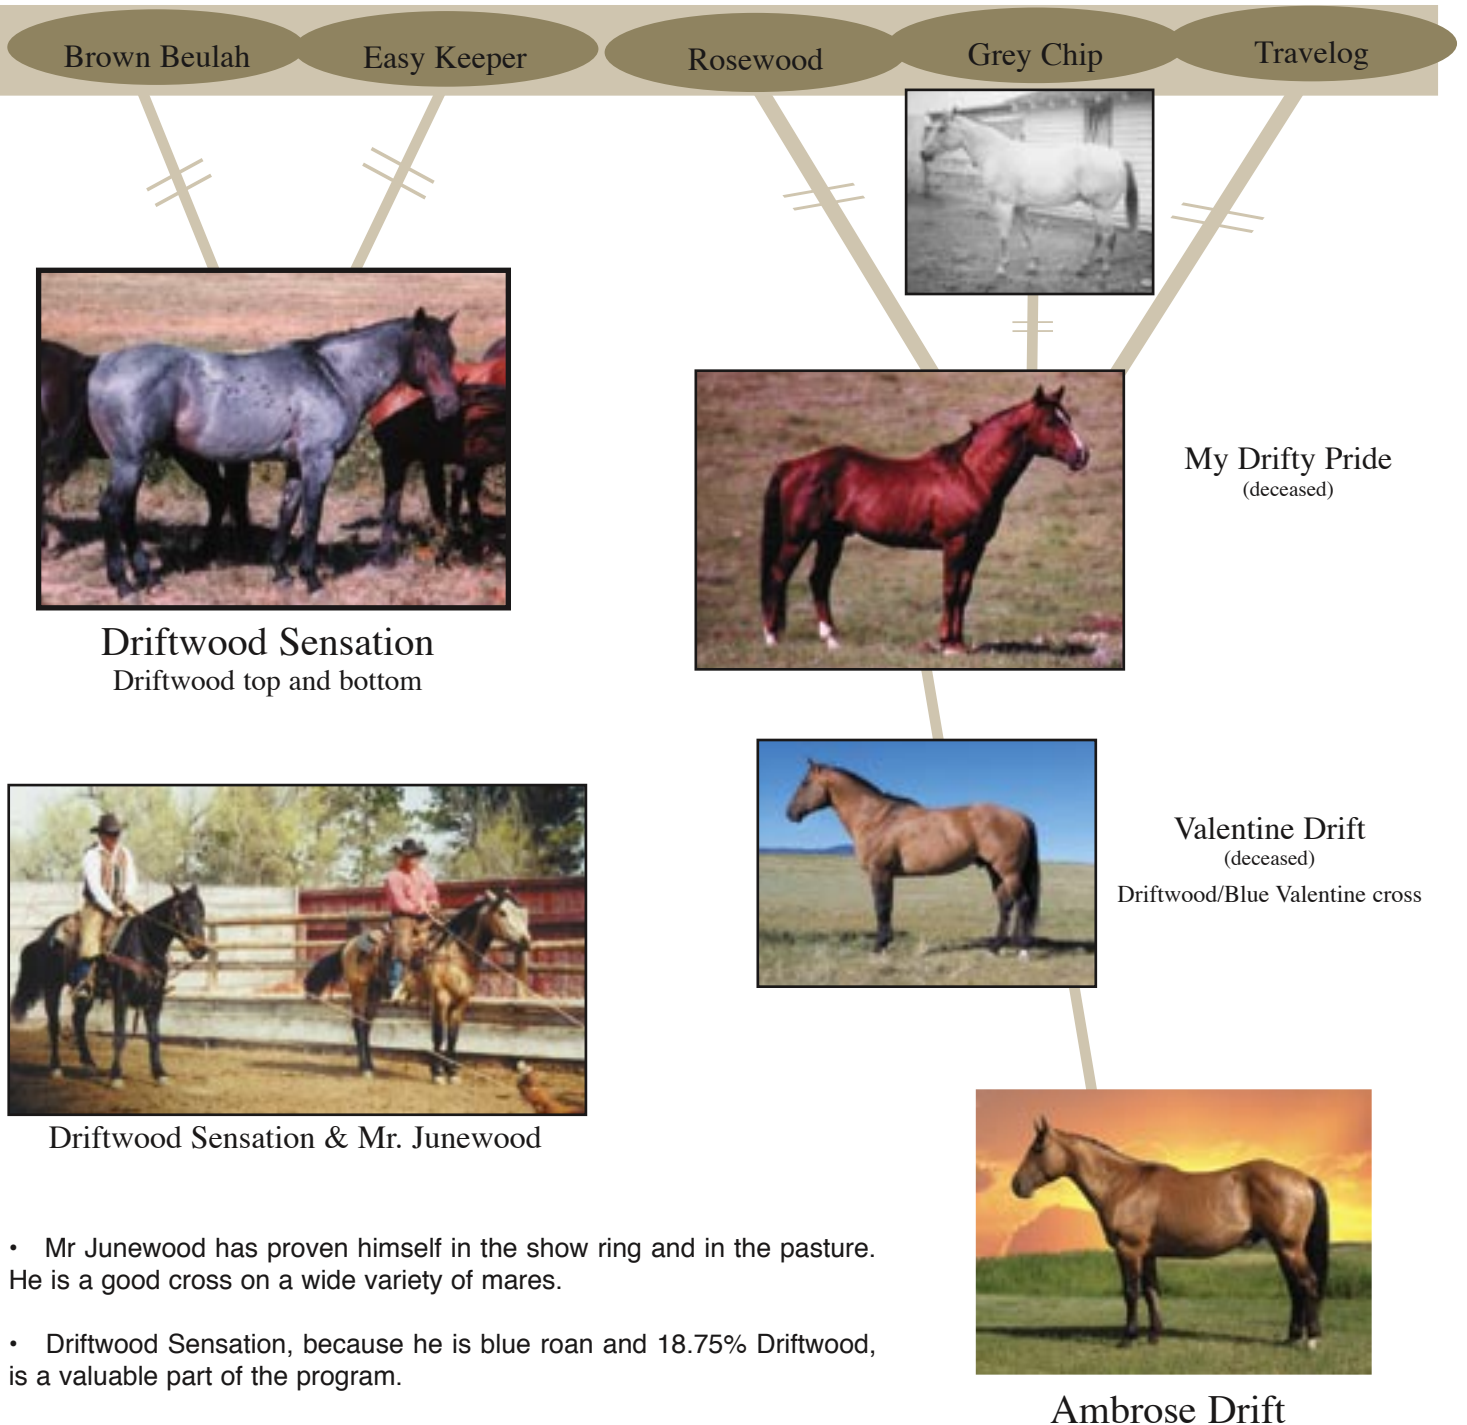 Brown Beulah
Easy Keeper
Rosewood
Grey Chip
Travelog
My Drifty Pride
(deceased)
Driftwood Sensation
Driftwood top and bottom
Valentine Drift
(deceased)
Driftwood/Blue Valentine cross
Driftwood Sensation & Mr. Junewood
• Mr Junewood has proven himself in the show ring and in the pasture.
He is a good cross on a wide variety of mares.
• Driftwood Sensation, because he is blue roan and 18.75% Driftwood,
is a valuable part of the program.
Ambrose Drift